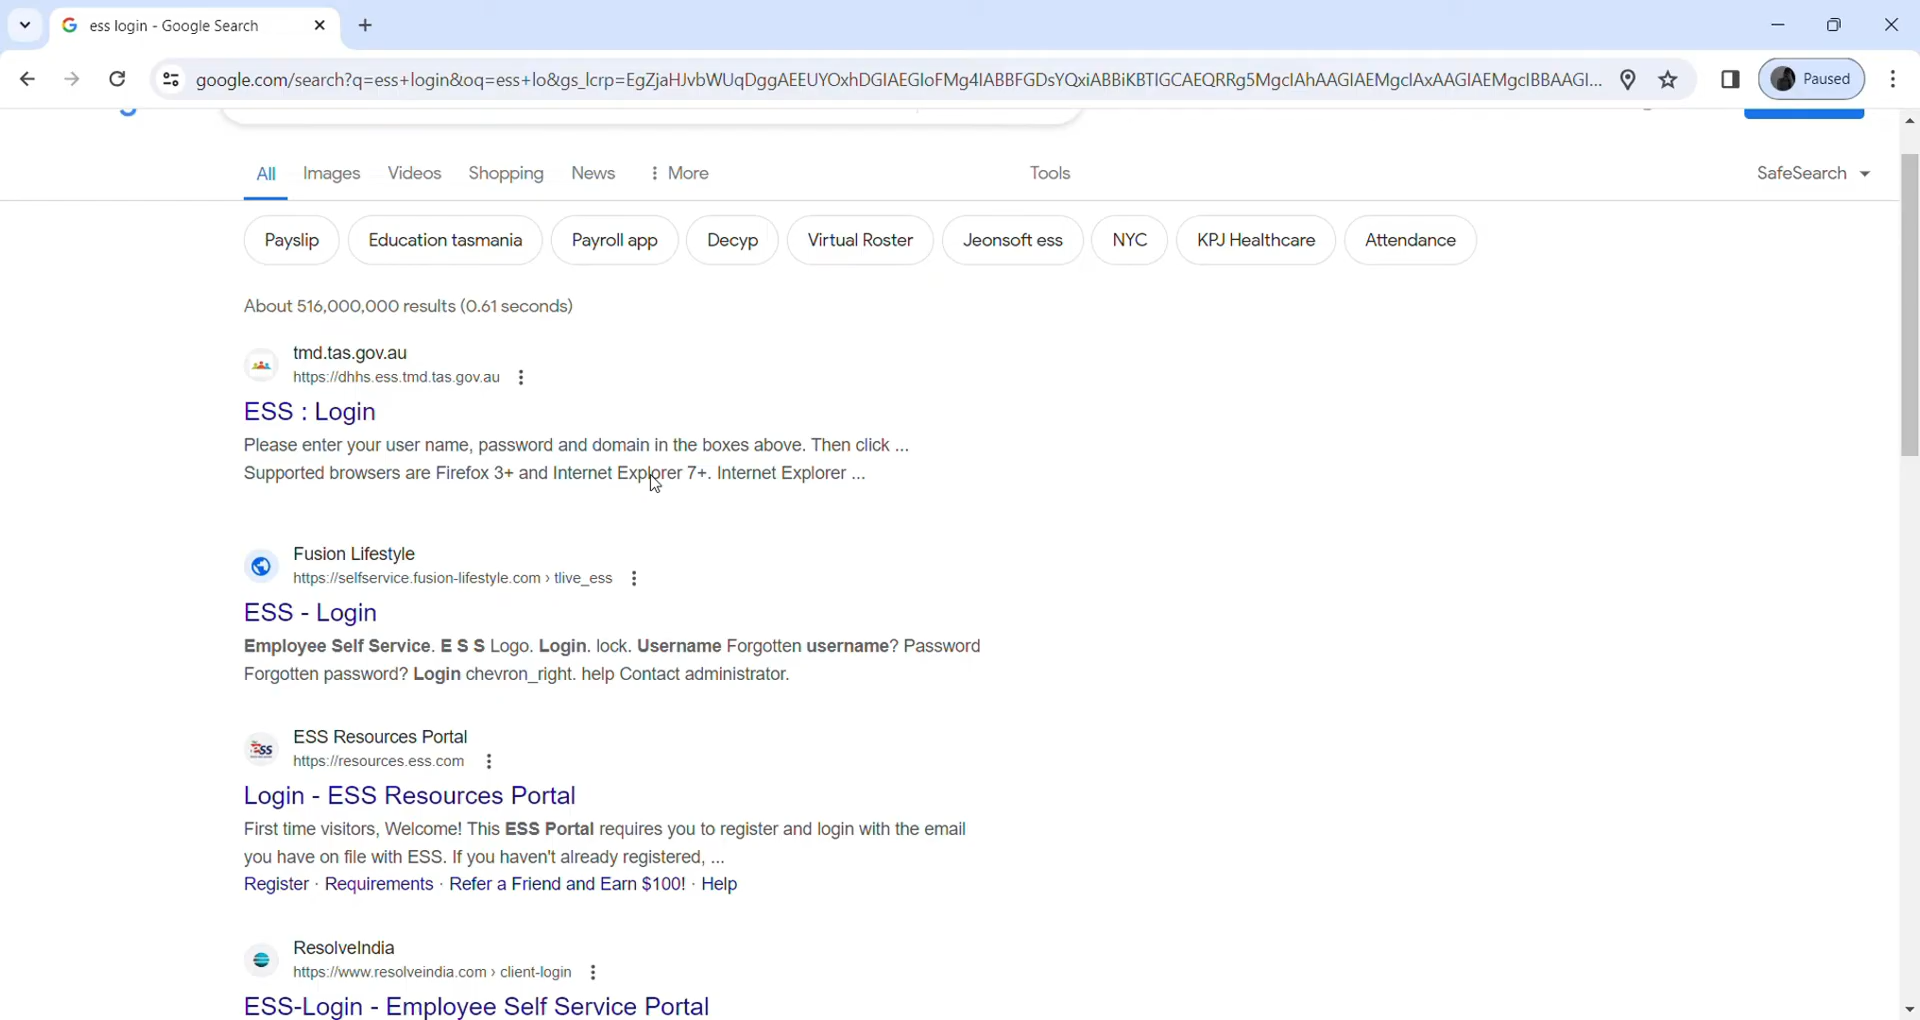 ess login - Google Search
google.com/search?q=ess+login&oq=ess+lo&gs_lcrp=EgZjaHJvbWUqDggAEEUYOxhDGIAEGIoFMg4IABBFGDsYQxiABBiKBTIGCAEQRRg5MgcIAhAAGIAEMgcIAxAAGIAEMgcIBBAAGI...
Paused
All Images Videos Shopping News More Tools SafeSearch
Payslip Education tasmania Payroll app Decyp Virtual Roster Jeonsoft ess NYC KPJ Healthcare Attendance
About 516,000,000 results (0.61 seconds)
tmd.tas.gov.au
https://dhhs.ess.tmd.tas.gov.au
ESS : Login
Please enter your user name, password and domain in the boxes above. Then click ...
Supported browsers are Firefox 3+ and Internet Explorer 7+. Internet Explorer ...
Fusion Lifestyle
https://selfservice.fusion-lifestyle.com › tlive_ess
ESS - Login
Employee Self Service. E S S Logo. Login. lock. Username Forgotten username? Password
Forgotten password? Login chevron_right. help Contact administrator.
ESS Resources Portal
ESS
https://resources.ess.com
Login - ESS Resources Portal
First time visitors, Welcome! This ESS Portal requires you to register and login with the email
you have on file with ESS. If you haven't already registered, ...
Register · Requirements · Refer a Friend and Earn $100! · Help
ResolveIndia
https://www.resolveindia.com › client-login
ESS-Login - Employee Self Service Portal